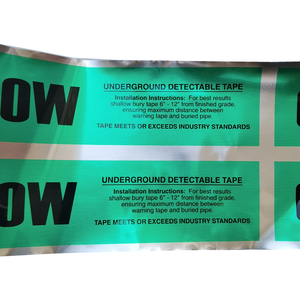 OW
UNDERGROUND DETECTABLE TAPE
Installation Instructions: For best results
shallow bury tape 6" - 12" from finished grade,
ensuring maximum distance between
warning tape and buried pipe.
TAPE MEETS OR EXCEEDS INDUSTRY STANDARDS
OW
UNDERGROUND DETECTABLE TAPE
Installation Instructions: For best results
shallow bury tape 6" - 12" from finished grade,
ensuring maximum distance between
warning tape and buried pipe.
TAPE MEETS OR EXCEEDS INDUSTRY STANDARDS